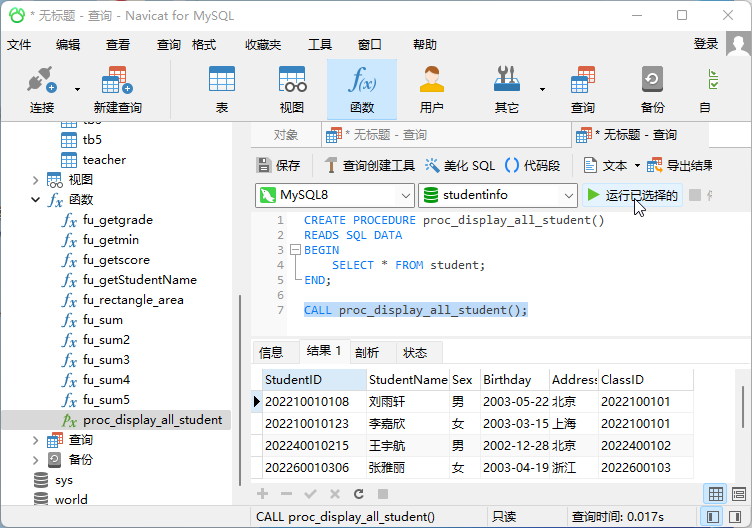 * 无标题 - 查询 - Navicat for MySQL
文件 编辑 查看 查询 格式 收藏夹 工具 窗口 帮助 登录
连接 新建查询 表 视图 函数 用户 其它 查询 备份 自
tb5
teacher
视图
函数
fu_getgrade
fu_getmin
fu_getscore
fu_getStudentName
fu_rectangle_area
fu_sum
fu_sum2
fu_sum3
fu_sum4
fu_sum5
proc_display_all_student
查询
备份
sys
world
对象 * 无标题 - 查询 * 无标题 - 查询
保存 查询创建工具 美化 SQL 代码段 文本 导出结果
MySQL8 studentinfo 运行已选择的
1 CREATE PROCEDURE proc_display_all_student()
2 READS SQL DATA
3 BEGIN
4 SELECT * FROM student;
5 END;
6
7 CALL proc_display_all_student();
信息 结果 1 剖析 状态
StudentID StudentName Sex Birthday Address ClassID
202210010108 刘雨轩 男 2003-05-22 北京 2022100101
202210010123 李嘉欣 女 2003-03-15 上海 2022100101
202240010215 王宇航 男 2002-12-28 北京 2022400102
202260010306 张雅丽 女 2003-04-19 浙江 2022600103
CALL proc_display_all_student() 只读 查询时间: 0.017s